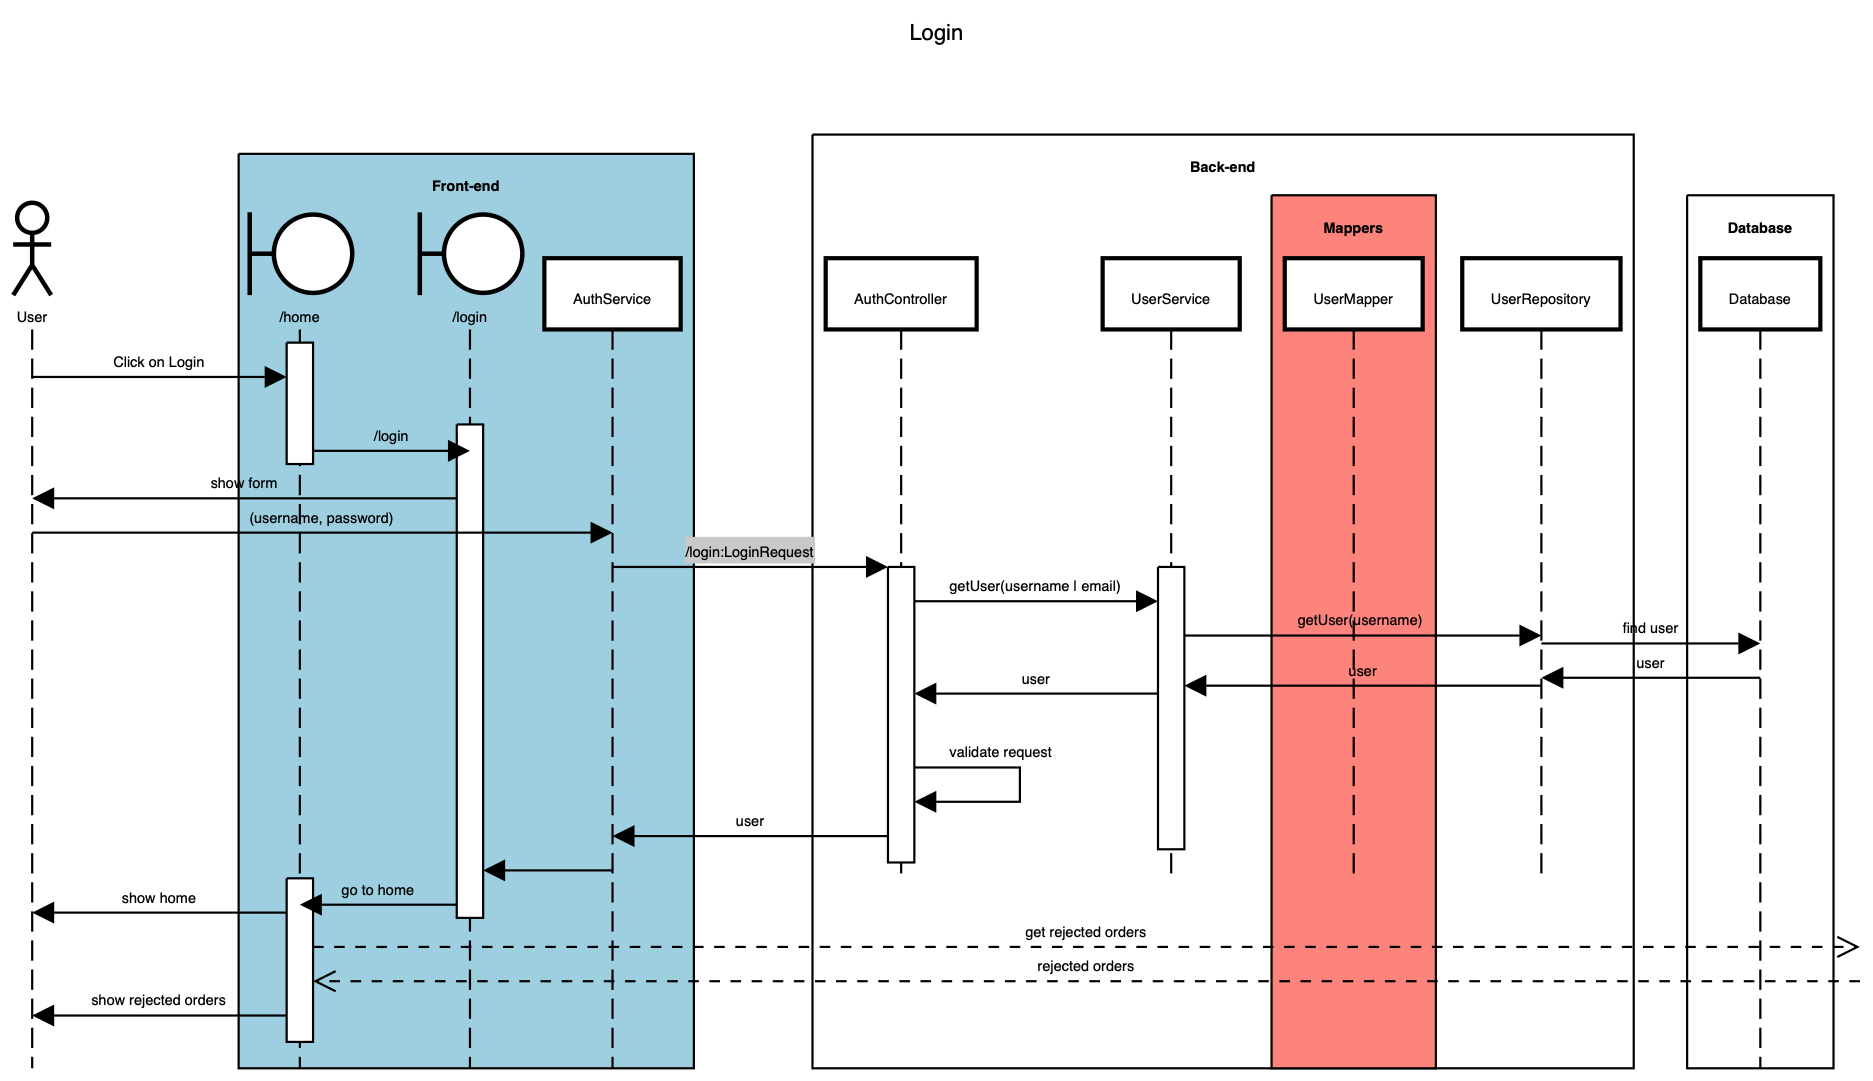 Login
Back-end
Front-end
Mappers
Database
AuthService
AuthController
UserService
UserMapper
UserRepository
Database
User
/home
/login
Click on Login
/login
show form
(username, password)
/login:LoginRequest
getUser(username | email)
getUser(username)
find user
user
user
user
validate request
user
go to home
show home
get rejected orders
rejected orders
show rejected orders